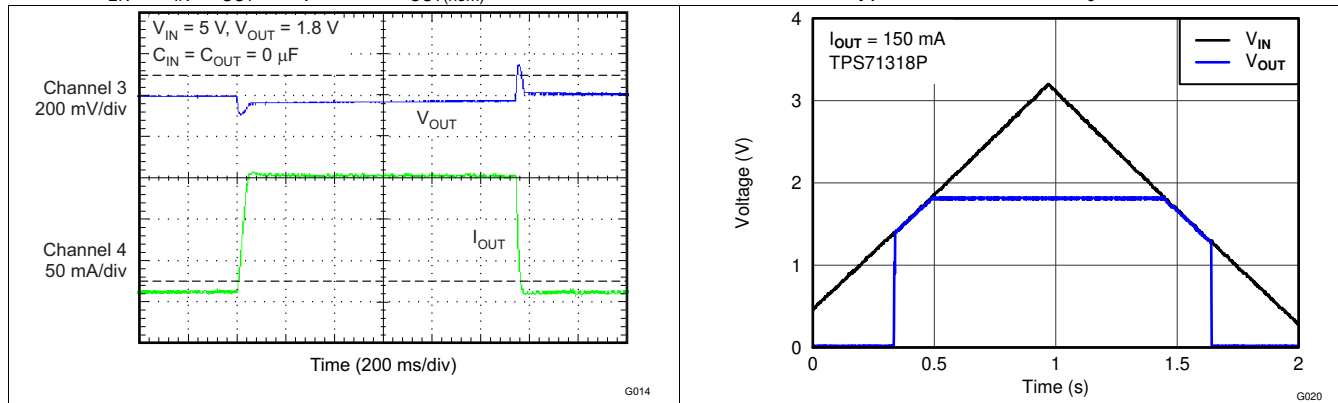 V_IN = 5 V, V_OUT = 1.8 V
C_IN = C_OUT = 0 μF
Channel 3
200 mV/div
V_OUT
Channel 4
50 mA/div
I_OUT
Time (200 ms/div)
G014
I_OUT = 150 mA
TPS71318P
V_IN
V_OUT
4
3
2
1
0
Voltage (V)
0
0.5
1
1.5
2
Time (s)
G020